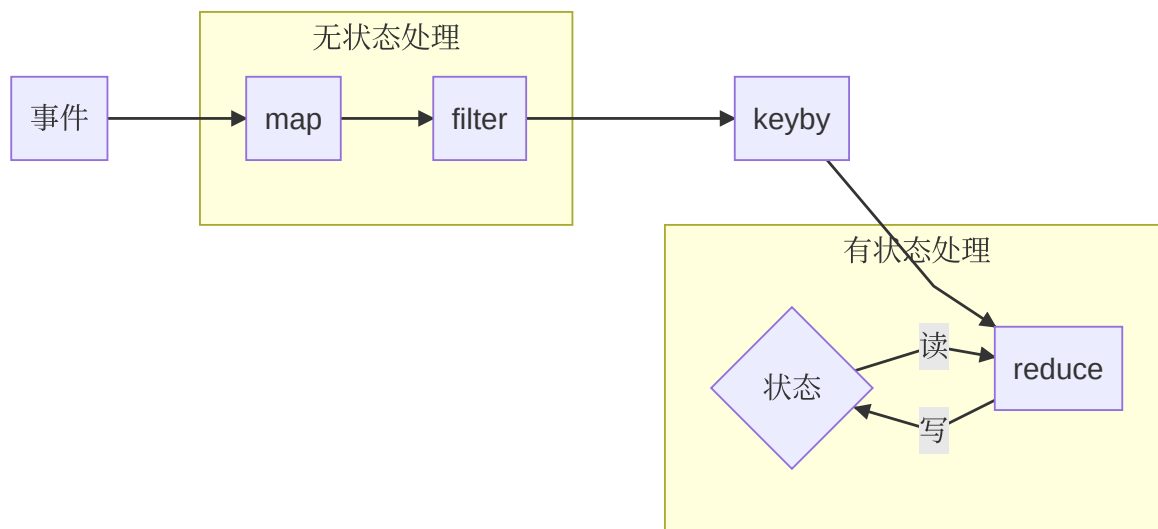 无状态处理
事件
map
filter
keyby
有状态处理
读
状态
reduce
写